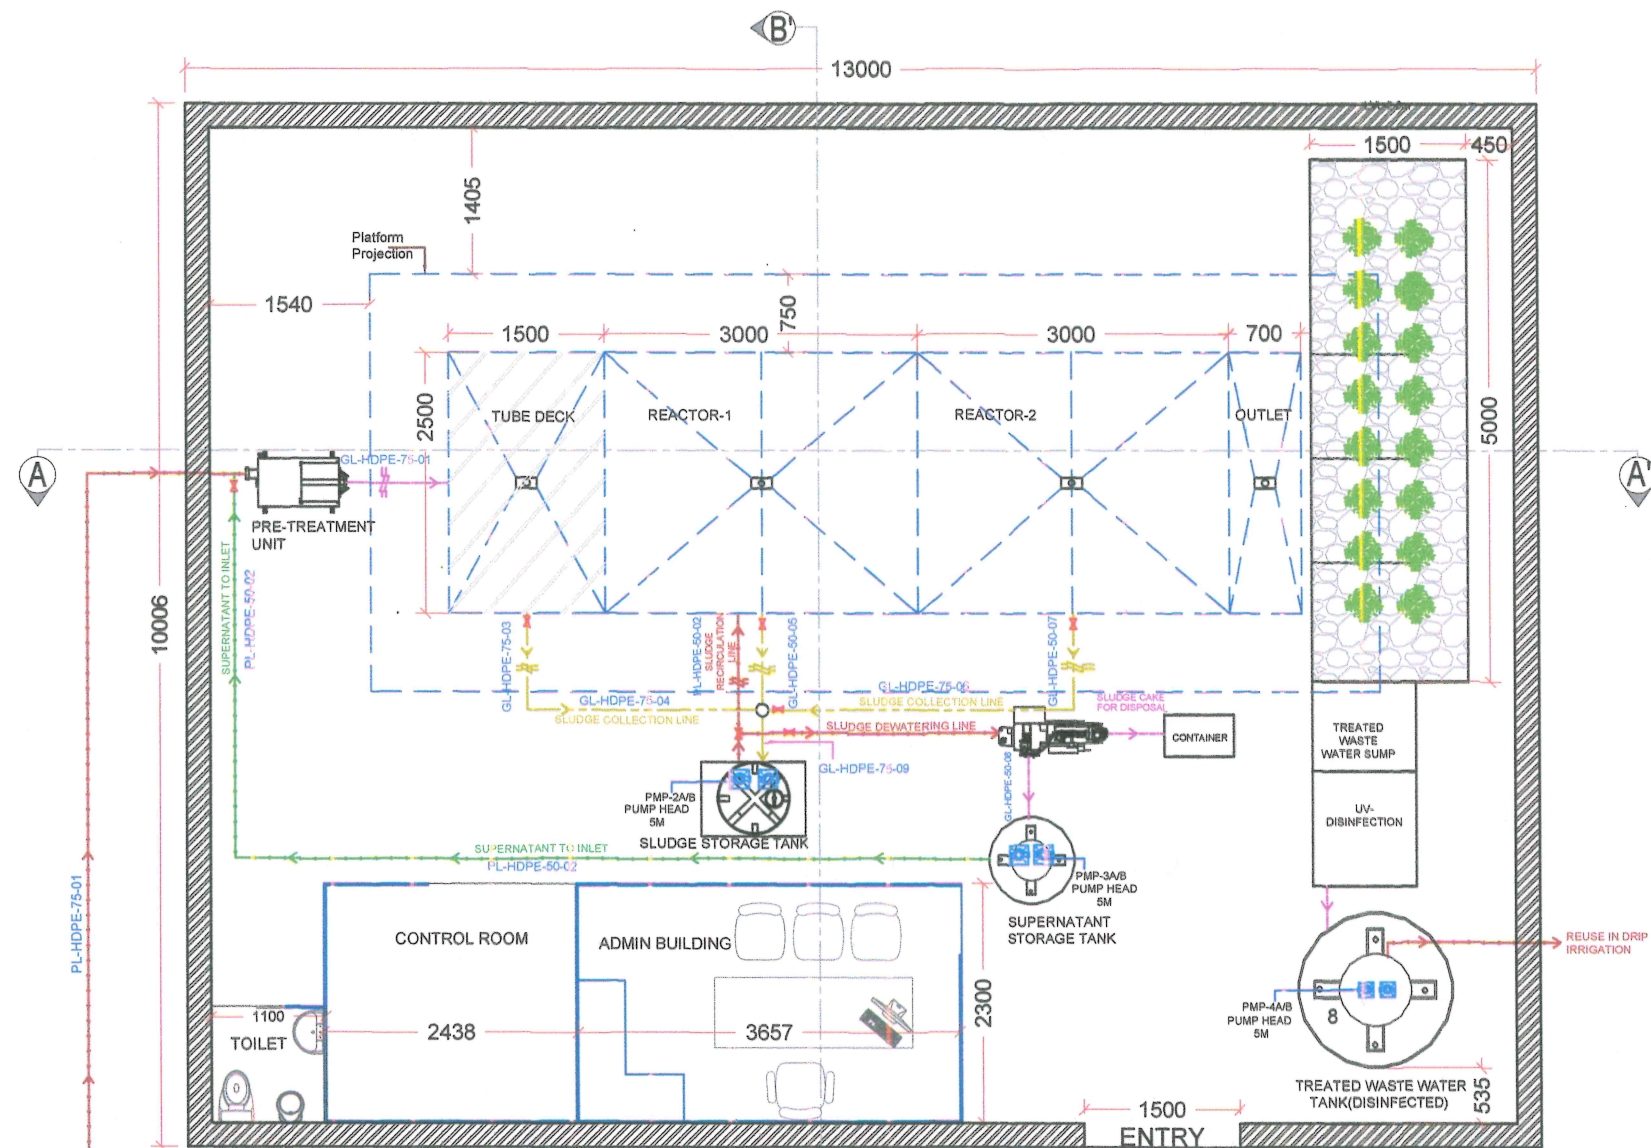 B'
13000
1500
450
1405
Platform
Projection
1540
750
1500
3000
3000
700
10006
2500
TUBE DECK
REACTOR-1
REACTOR-2
OUTLET
5000
A
A'
GL-HDPE-75-01
PRE-TREATMENT
UNIT
SUPERNATANT TO INLET
PL-HDPE-50-02
GL-HDPE-75-03
PL-HDPE-50-02
SLUDGE
RECIRCULATION
LINE
GL-HDPE-50-05
GL-HDPE-50-07
GL-HDPE-75-04
SLUDGE COLLECTION LINE
GL-HDPE-75-06
SLUDGE COLLECTION LINE
SLUDGE CAKE
FOR DISPOSAL
SLUDGE DEWATERING LINE
CONTAINER
TREATED
WASTE
WATER SUMP
GL-HDPE-75-09
GL-HDPE-50-08
PMP-2A/B
PUMP HEAD
5M
SLUDGE STORAGE TANK
UV-
DISINFECTION
SUPERNATANT TO INLET
PL-HDPE-50-02
PMP-3A/B
PUMP HEAD
5M
SUPERNATANT
STORAGE TANK
PL-HDPE-75-01
CONTROL ROOM
ADMIN BUILDING
REUSE IN DRIP
IRRIGATION
2300
1100
TOILET
2438
3657
PMP-4A/B
PUMP HEAD
5M
8
TREATED WASTE WATER
TANK(DISINFECTED)
535
1500
ENTRY